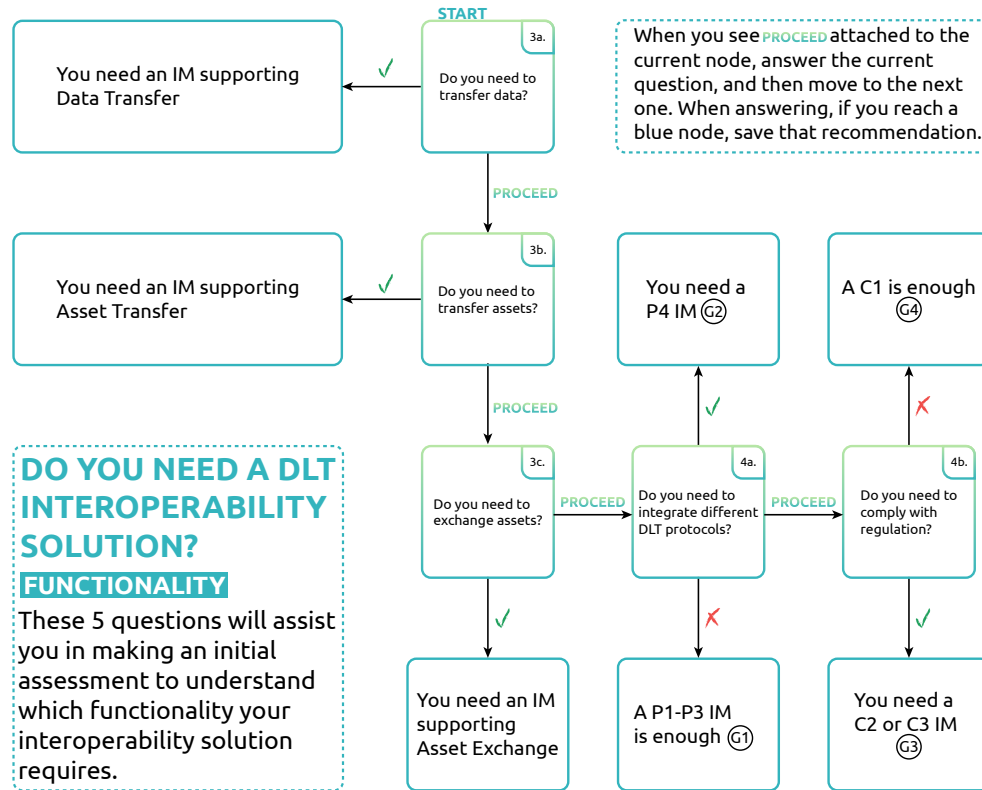 START
3a.
Do you need to
transfer data?
You need an IM supporting
Data Transfer
When you see PROCEED attached to the
current node, answer the current
question, and then move to the next
one. When answering, if you reach a
blue node, save that recommendation.
PROCEED
3b.
Do you need to
transfer assets?
You need an IM supporting
Asset Transfer
You need a
P4 IM G2
A C1 is enough
G4
PROCEED
DO YOU NEED A DLT
INTEROPERABILITY
SOLUTION?
FUNCTIONALITY
These 5 questions will assist
you in making an initial
assessment to understand
which functionality your
interoperability solution
requires.
3c.
Do you need to
exchange assets?
PROCEED
4a.
Do you need to
integrate different
DLT protocols?
PROCEED
4b.
Do you need to
comply with
regulation?
You need an IM
supporting
Asset Exchange
A P1-P3 IM
is enough G1
You need a
C2 or C3 IM
G3